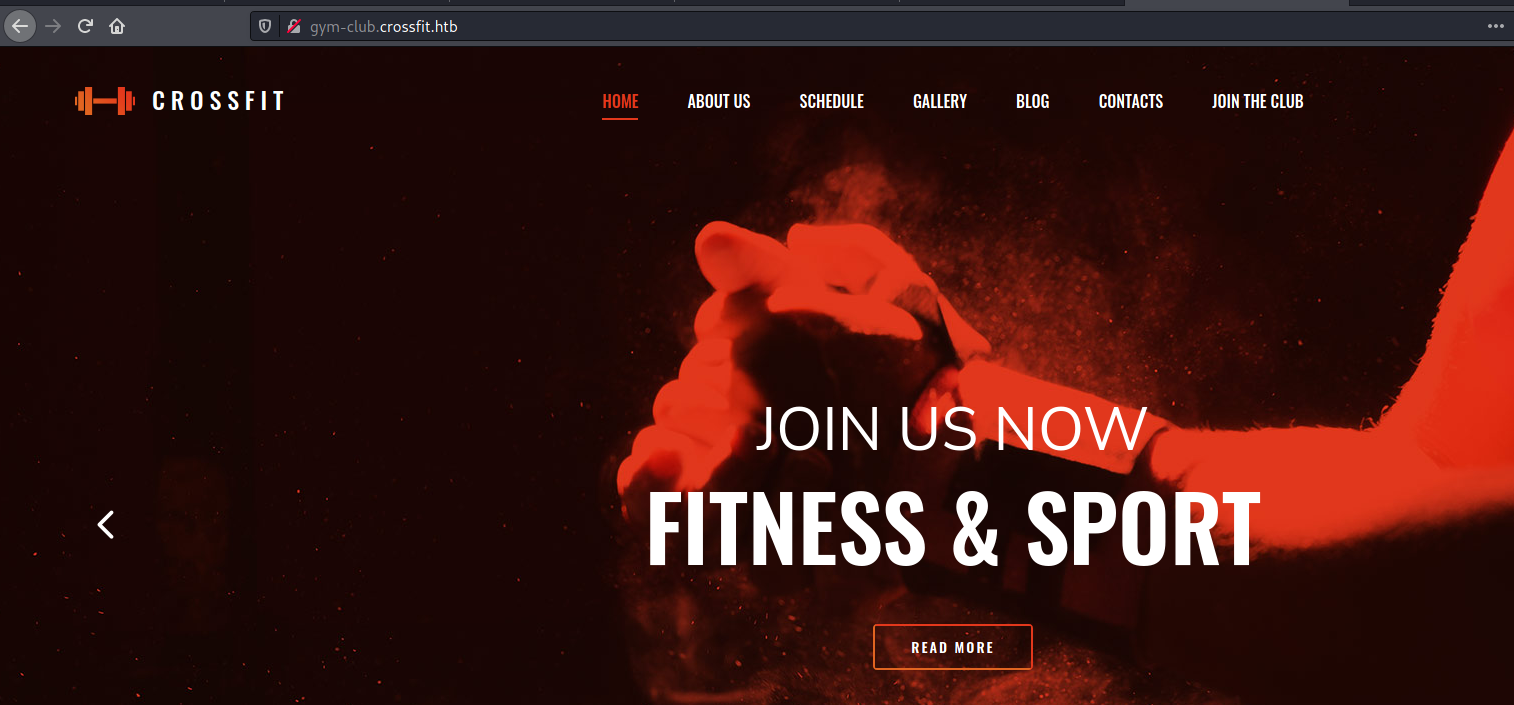 gym-club.crossfit.htb
CROSSFIT
HOME ABOUT US SCHEDULE GALLERY BLOG CONTACTS JOIN THE CLUB
JOIN US NOW
FITNESS & SPORT
READ MORE